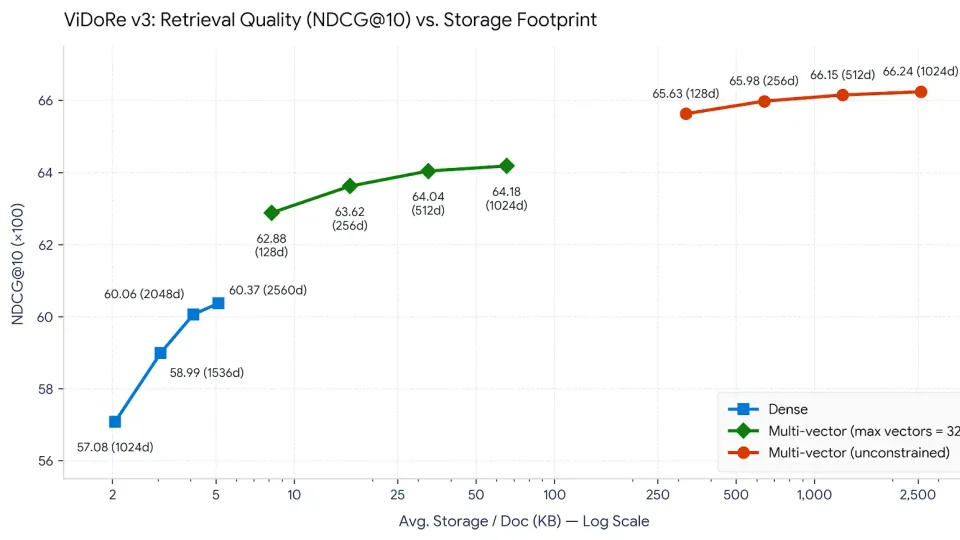 ViDoRe v3: Retrieval Quality (NDCG@10) vs. Storage Footprint
NDCG@10 (×100)
66
64
62
60
58
56
57.08 (1024d)
58.99 (1536d)
60.06 (2048d)
60.37 (2560d)
62.88
(128d)
63.62
(256d)
64.04
(512d)
64.18
(1024d)
65.63 (128d)
65.98 (256d)
66.15 (512d)
66.24 (1024d)
Dense
Multi-vector (max vectors = 32
Multi-vector (unconstrained)
2
5
10
25
50
100
250
500
1,000
2,500
Avg. Storage / Doc (KB) — Log Scale